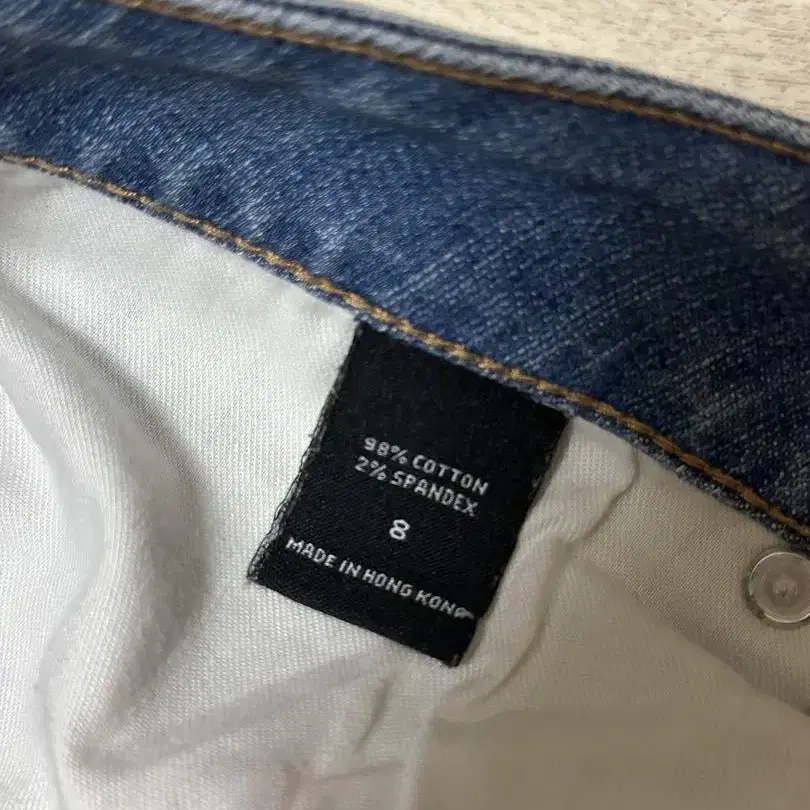 98% COTTON
2% SPANDEX
8
MADE IN HONG KONG